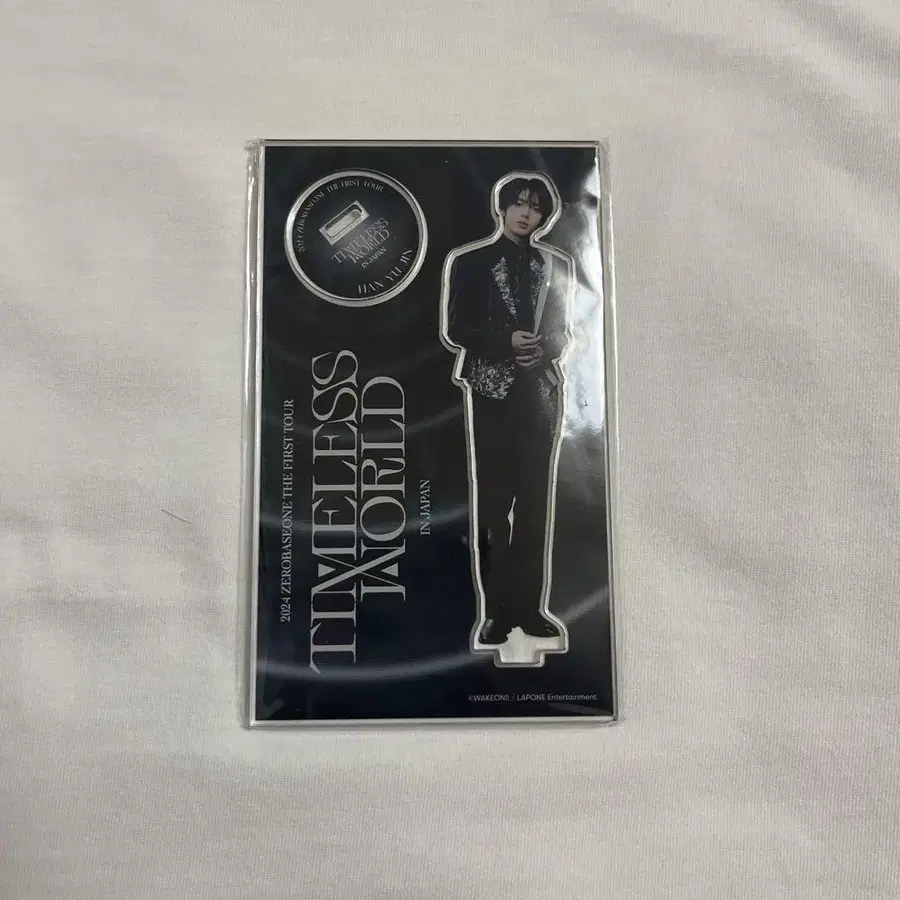 2024 ZEROBASEONE THE FIRST TOUR
TIMELESS
WORLD
IN JAPAN
HAN YU JIN
2024 ZEROBASEONE THE FIRST TOUR
TIMELESS
WORLD
IN JAPAN
©WAKEONE / LAPONE Entertainment